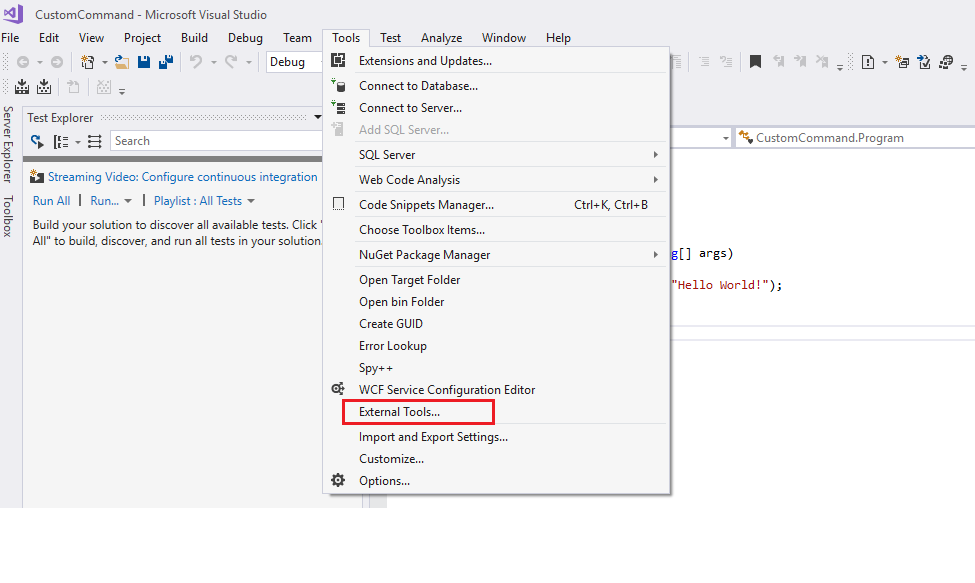 CustomCommand - Microsoft Visual Studio
File Edit View Project Build Debug Team Tools Test Analyze Window Help
Debug
Server Explorer
Toolbox
Test Explorer
Search
Streaming Video: Configure continuous integration
Run All | Run... | Playlist : All Tests
Build your solution to discover all available tests. Click "
All" to build, discover, and run all tests in your solution.
Extensions and Updates...
Connect to Database...
Connect to Server...
Add SQL Server...
SQL Server
Web Code Analysis
Code Snippets Manager... Ctrl+K, Ctrl+B
Choose Toolbox Items...
NuGet Package Manager
Open Target Folder
Open bin Folder
Create GUID
Error Lookup
Spy++
WCF Service Configuration Editor
External Tools...
Import and Export Settings...
Customize...
Options...
CustomCommand.Program
g[] args)
"Hello World!");